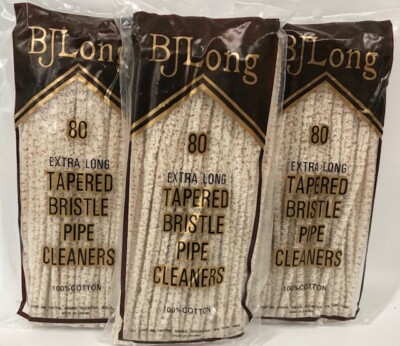 BJLong
80
EXTRA LONG
TAPERED
BRISTLE
PIPE
CLEANERS
100% COTTON
BJLong
80
EXTRA LONG
TAPERED
BRISTLE
PIPE
CLEANERS
100% COTTON
BJLong
80
EXTRA LONG
TAPERED
BRISTLE
PIPE
CLEANERS
100% COTTON